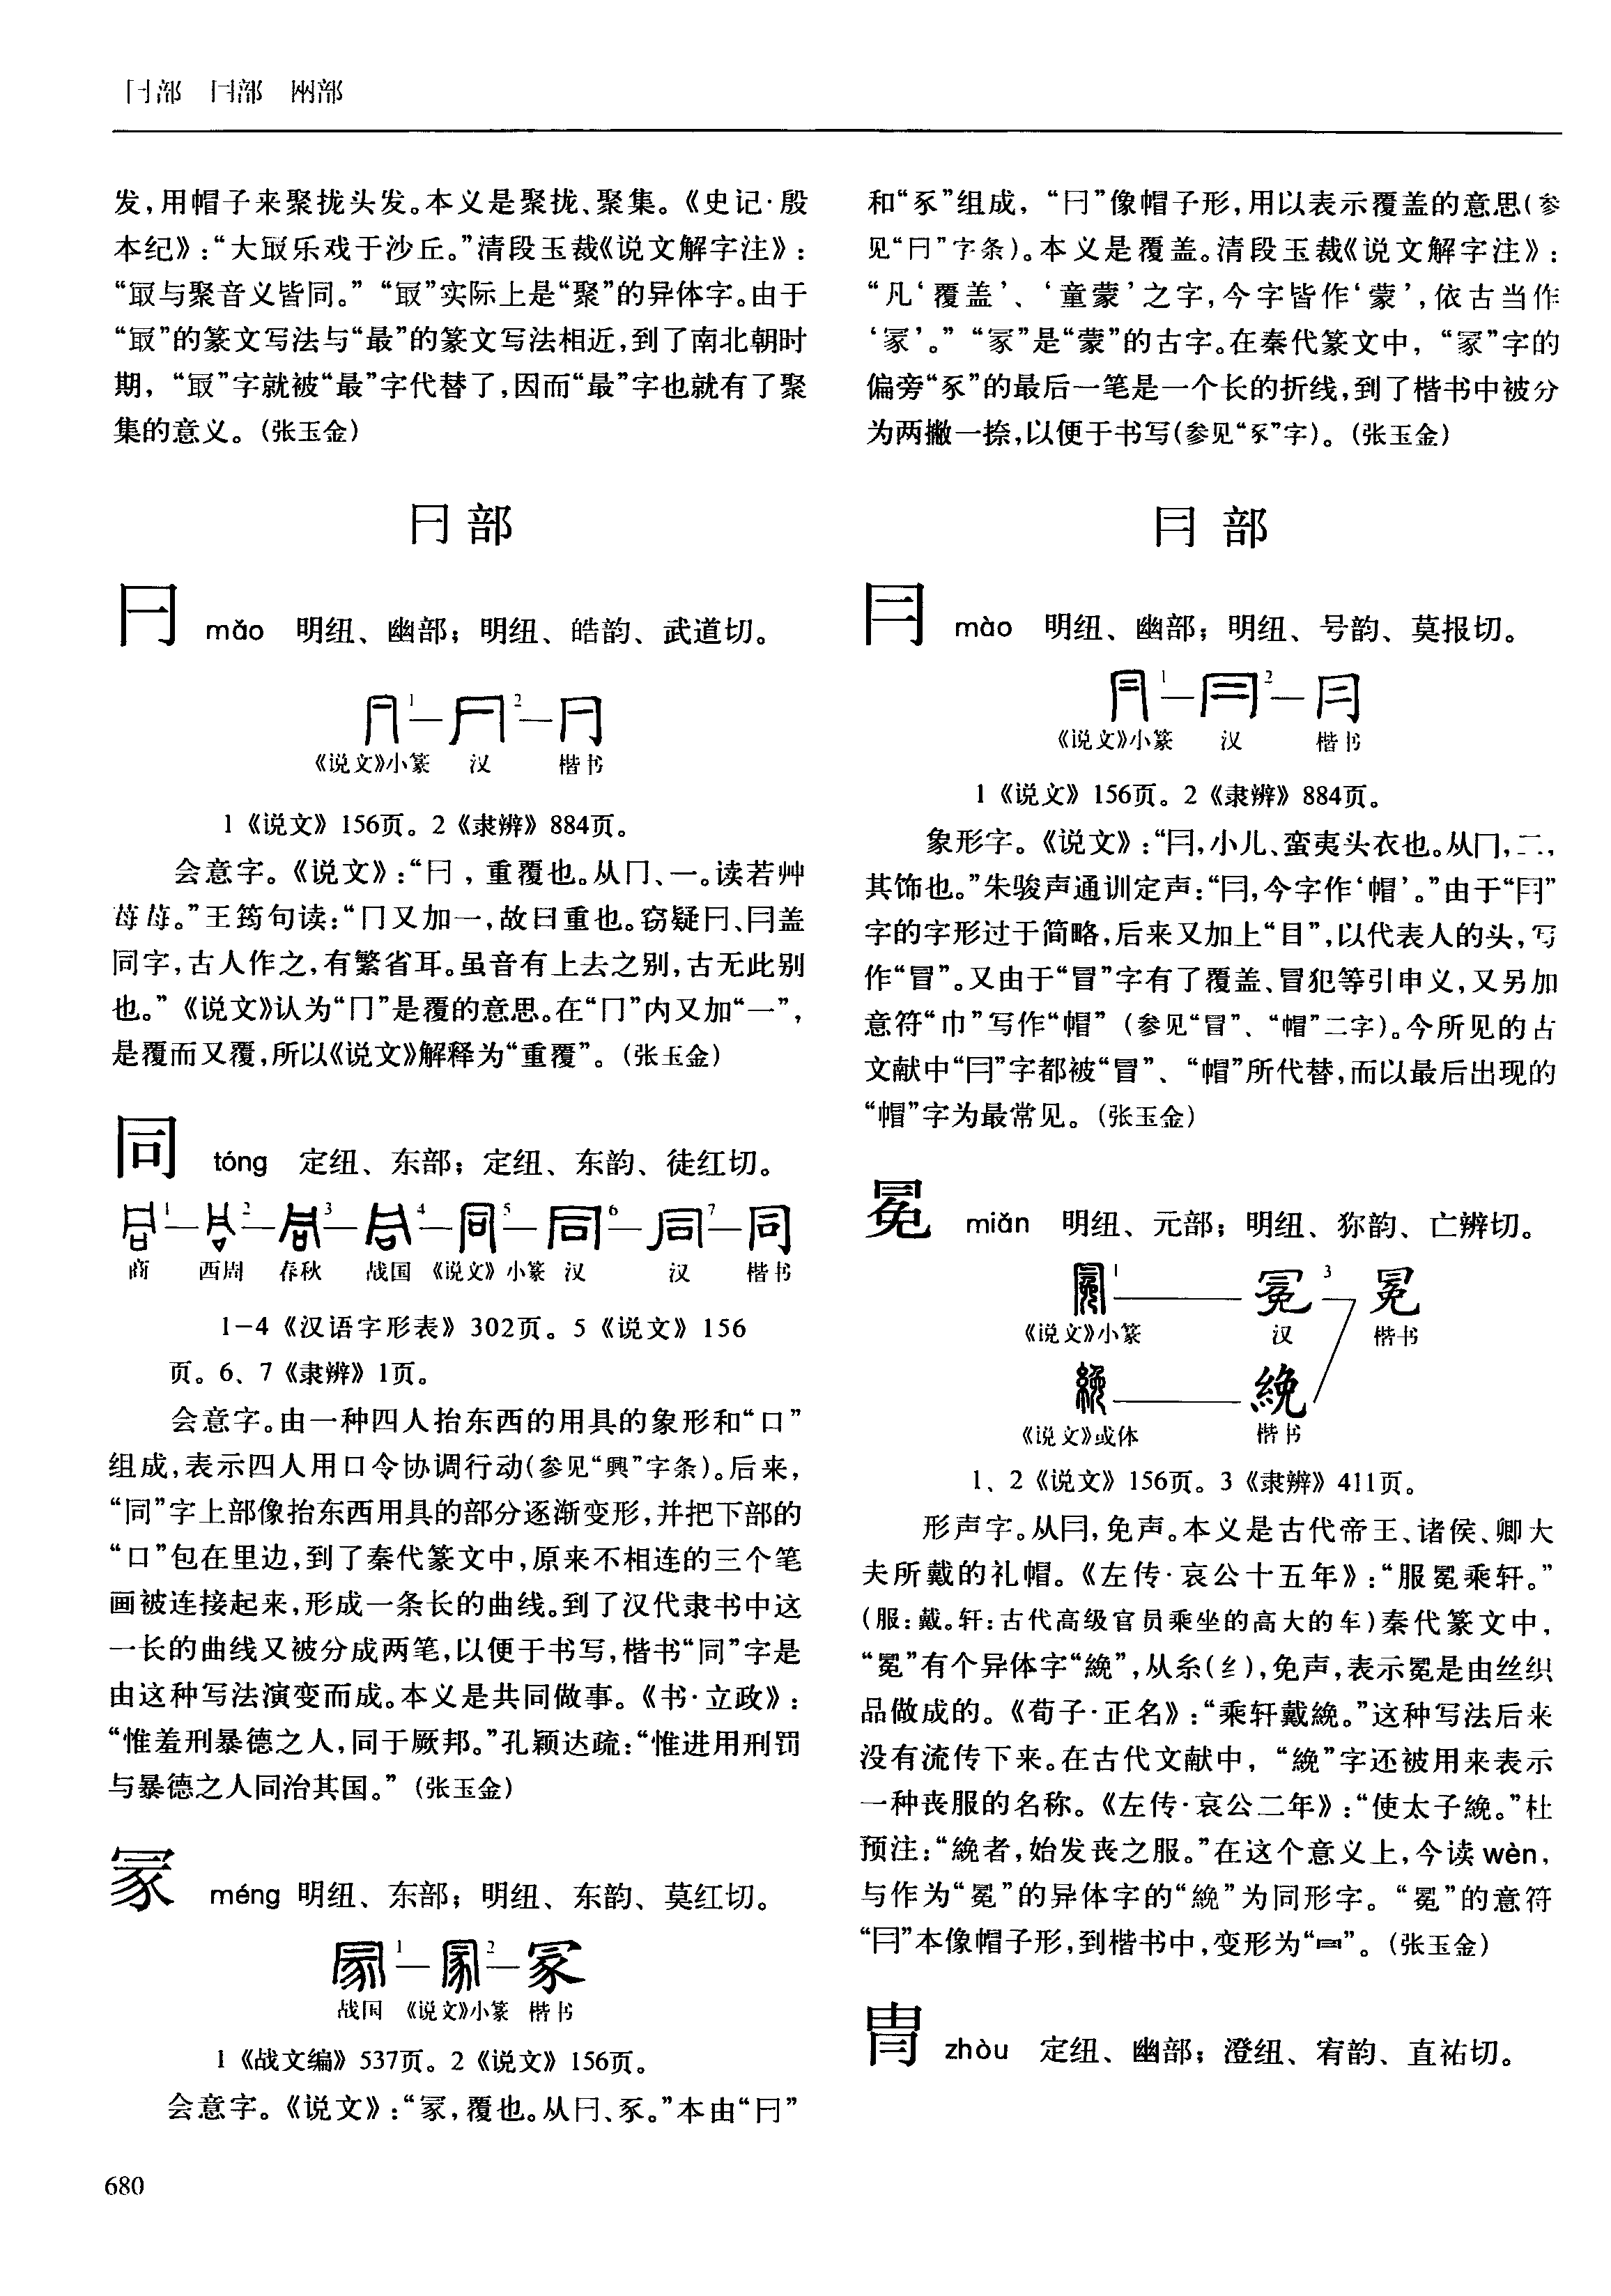 冃部 冃部 㒳部
发,用帽子来聚拢头发。本义是聚拢、聚集。《史记·殷
本纪》:“大冣乐戏于沙丘。”清段玉裁《说文解字注》:
“冣与聚音义皆同。”“冣”实际上是“聚”的异体字。由于
“冣”的篆文写法与“最”的篆文写法相近,到了南北朝时
期,“冣”字就被“最”字代替了,因而“最”字也就有了聚
集的意义。(张玉金)
冃部
冃 mǎo 明纽、幽部;明纽、皓韵、武道切。
冃1—冃2—冃
《说文》小篆 汉 楷书
1《说文》156页。2《隶辨》884页。
会意字。《说文》:“冃,重覆也。从冂、一。读若艸
莓莓。”王筠句读:“冂又加一,故曰重也。窃疑冃、冃盖
同字,古人作之,有繁省耳。虽音有上去之别,古无此别
也。”《说文》认为“冂”是覆的意思。在“冂”内又加“一”,
是覆而又覆,所以《说文》解释为“重覆”。(张玉金)
同 tóng 定纽、东部;定纽、东韵、徒红切。
同1—同2—同3—同4—同5—同6—同7—同
商 西周 春秋 战国 《说文》小篆 汉 汉 楷书
1-4《汉语字形表》302页。5《说文》156
页。6、7《隶辨》1页。
会意字。由一种四人抬东西的用具的象形和“口”
组成,表示四人用口令协调行动(参见“興”字条)。后来,
“同”字上部像抬东西用具的部分逐渐变形,并把下部的
“口”包在里边,到了秦代篆文中,原来不相连的三个笔
画被连接起来,形成一条长的曲线。到了汉代隶书中这
一长的曲线又被分成两笔,以便于书写,楷书“同”字是
由这种写法演变而成。本义是共同做事。《书·立政》:
“惟羞刑暴德之人,同于厥邦。”孔颖达疏:“惟进用刑罚
与暴德之人同治其国。”(张玉金)
冡 méng 明纽、东部;明纽、东韵、莫红切。
冡1—冡2—冡
战国 《说文》小篆 楷书
1《战文编》537页。2《说文》156页。
会意字。《说文》:“冡,覆也。从冃、豕。”本由“冃”
和“豕”组成,“冃”像帽子形,用以表示覆盖的意思(参
见“冃”字条)。本义是覆盖。清段玉裁《说文解字注》:
“凡‘覆盖’、‘童蒙’之字,今字皆作‘蒙’,依古当作
‘冡’。”“冡”是“蒙”的古字。在秦代篆文中,“冡”字的
偏旁“豕”的最后一笔是一个长的折线,到了楷书中被分
为两撇一捺,以便于书写(参见“豕”字)。(张玉金)
冃部
冃 mào 明纽、幽部;明纽、号韵、莫报切。
冃1—冃2—冃
《说文》小篆 汉 楷书
1《说文》156页。2《隶辨》884页。
象形字。《说文》:“冃,小儿、蛮夷头衣也。从冂,二,
其饰也。”朱骏声通训定声:“冃,今字作‘帽’。”由于“冃”
字的字形过于简略,后来又加上“目”,以代表人的头,写
作“冒”。又由于“冒”字有了覆盖、冒犯等引申义,又另加
意符“巾”写作“帽”(参见“冒”、“帽”二字)。今所见的古
文献中“冃”字都被“冒”、“帽”所代替,而以最后出现的
“帽”字为最常见。(张玉金)
冕 miǎn 明纽、元部;明纽、狝韵、亡辨切。
冕1—冕3—冕
《说文》小篆 汉 楷书
絻—絻
《说文》或体 楷书
1、2《说文》156页。3《隶辨》411页。
形声字。从冃,免声。本义是古代帝王、诸侯、卿大
夫所戴的礼帽。《左传·哀公十五年》:“服冕乘轩。”
(服:戴。轩:古代高级官员乘坐的高大的车)秦代篆文中,
“冕”有个异体字“絻”,从糸(纟),免声,表示冕是由丝织
品做成的。《荀子·正名》:“乘轩戴絻。”这种写法后来
没有流传下来。在古代文献中,“絻”字还被用来表示
一种丧服的名称。《左传·哀公二年》:“使太子絻。”杜
预注:“絻者,始发丧之服。”在这个意义上,今读 wèn,
与作为“冕”的异体字的“絻”为同形字。“冕”的意符
“冃”本像帽子形,到楷书中,变形为“⺜”。(张玉金)
冑 zhòu 定纽、幽部;澄纽、宥韵、直祐切。
680